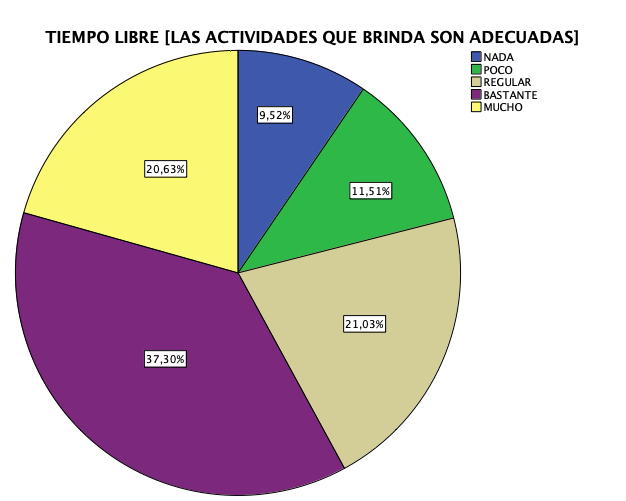 TIEMPO LIBRE [LAS ACTIVIDADES QUE BRINDA SON ADECUADAS]
NADA
POCO
REGULAR
BASTANTE
MUCHO
9,52%
20,63%
11,51%
21,03%
37,30%